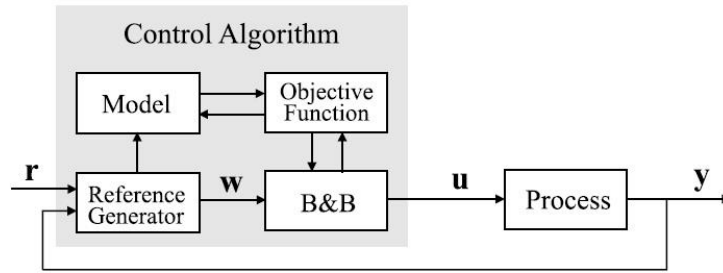 Control Algorithm
Model
Objective
Function
r
Reference
Generator
w
B&B
u
Process
y